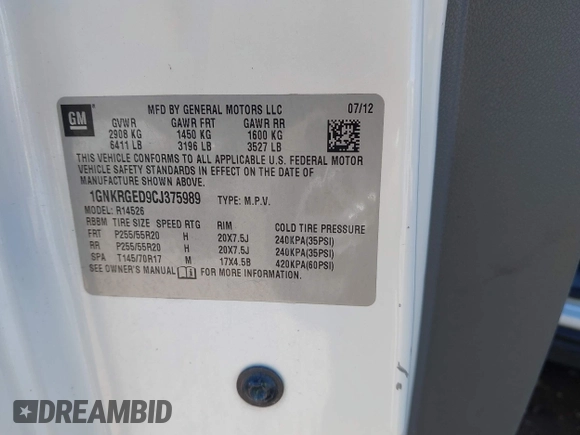 GM
MFD BY GENERAL MOTORS LLC 07/12
GVWR GAWR FRT GAWR RR
2908 KG 1450 KG 1600 KG
6411 LB 3196 LB 3527 LB
THIS VEHICLE CONFORMS TO ALL APPLICABLE U.S. FEDERAL MOTOR
VEHICLE SAFETY STANDARDS IN EFFECT ON THE DATE OF
MANUFACTURE SHOWN ABOVE.
1GNKRGED9CJ375989 TYPE: M.P.V.
MODEL: R14526
RBBM TIRE SIZE SPEED RTG RIM COLD TIRE PRESSURE
FRT P255/55R20 H 20X7.5J 240KPA(35PSI)
RR P255/55R20 H 20X7.5J 240KPA(35PSI)
SPA T145/70R17 M 17X4.5B 420KPA(60PSI)
SEE OWNER'S MANUAL FOR MORE INFORMATION.
DREAMBID